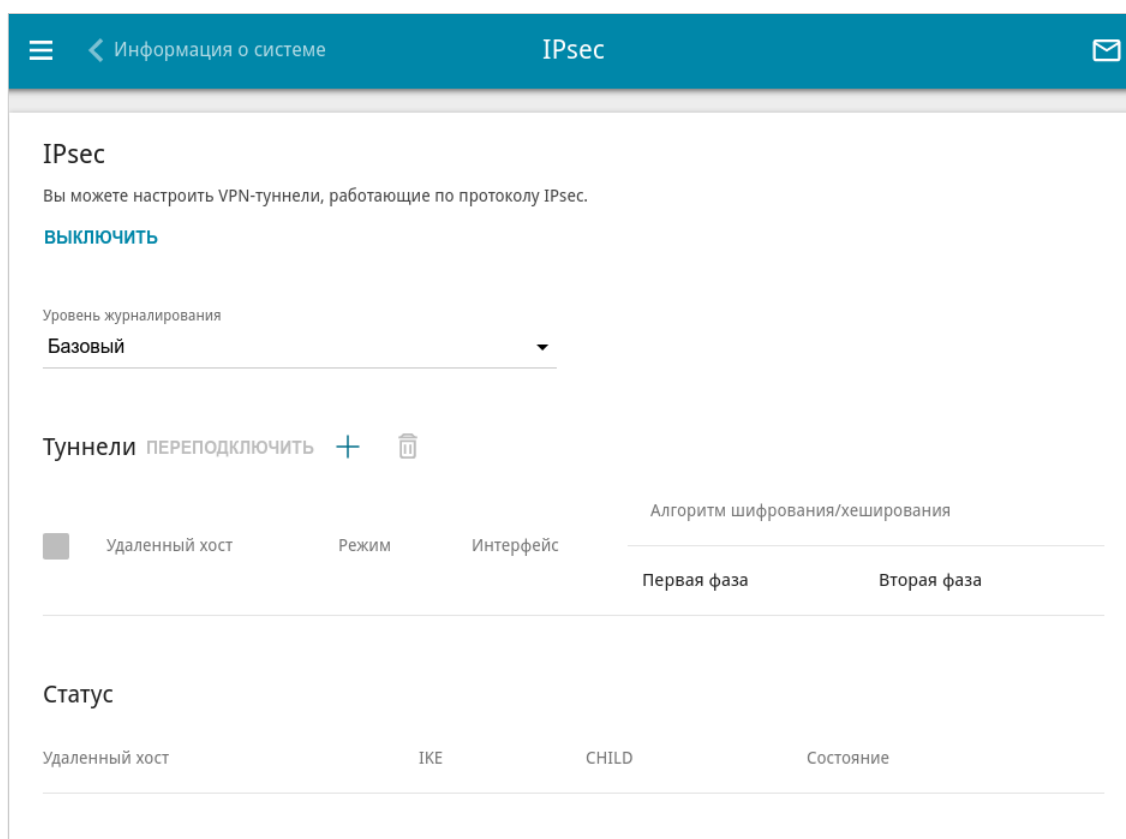 Информация о системе IPsec
IPsec
Вы можете настроить VPN-туннели, работающие по протоколу IPsec.
ВЫКЛЮЧИТЬ
Уровень журналирования
Базовый
Туннели ПЕРЕПОДКЛЮЧИТЬ
Алгоритм шифрования/хеширования
Удаленный хост Режим Интерфейс
Первая фаза Вторая фаза
Статус
Удаленный хост IKE CHILD Состояние